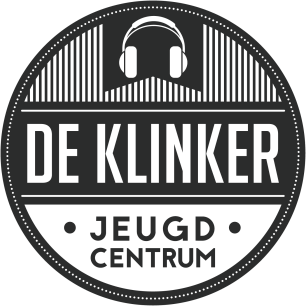 DE KLINKER
• JEUGD •
CENTRUM